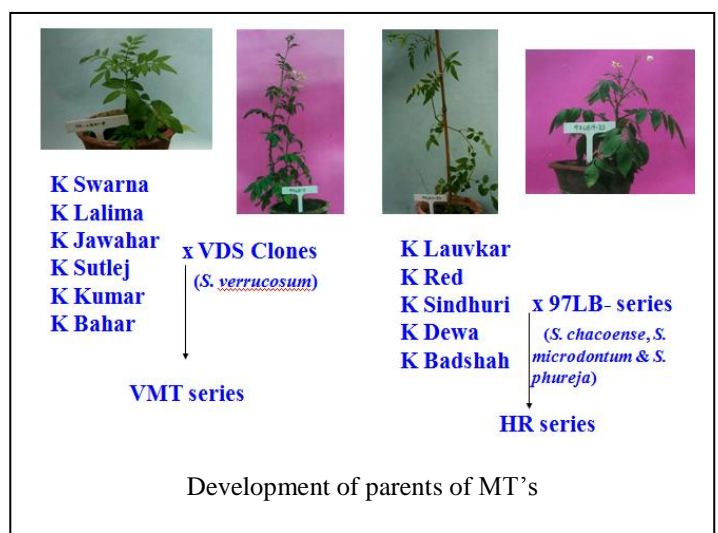 K Swarna
K Lalima
K Jawahar
K Sutlej
K Kumar
K Bahar
x VDS Clones
(S. verrucosum)
VMT series
K Lauvkar
K Red
K Sindhuri
K Dewa
K Badshah
x 97LB- series
(S. chacoense, S.
microdontum & S.
phureja)
HR series
Development of parents of MT's